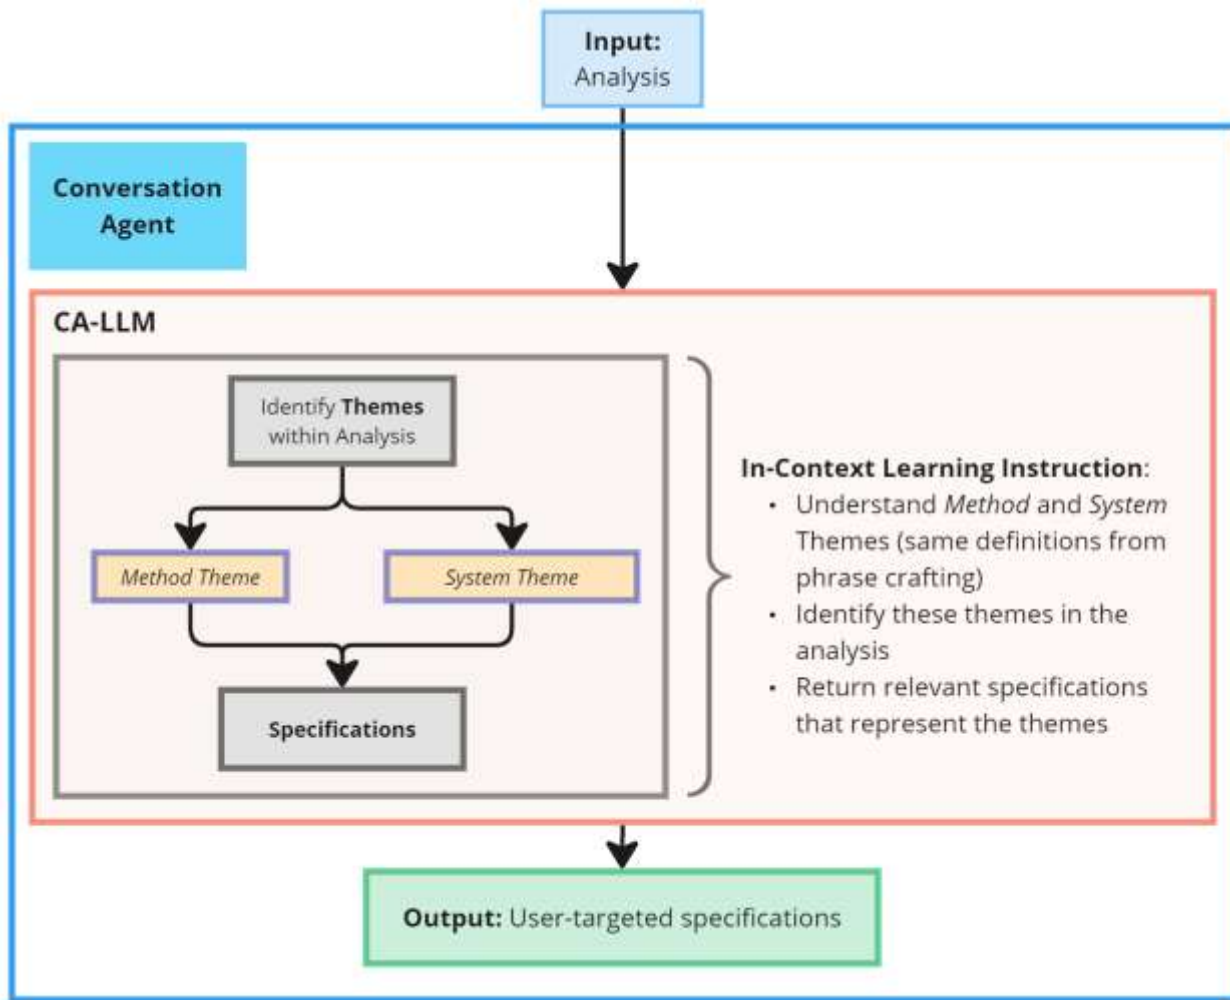 Input:
Analysis
Conversation
Agent
CA-LLM
Identify Themes
within Analysis
Method Theme
System Theme
Specifications
In-Context Learning Instruction:
• Understand Method and System
Themes (same definitions from
phrase crafting)
• Identify these themes in the
analysis
• Return relevant specifications
that represent the themes
Output: User-targeted specifications